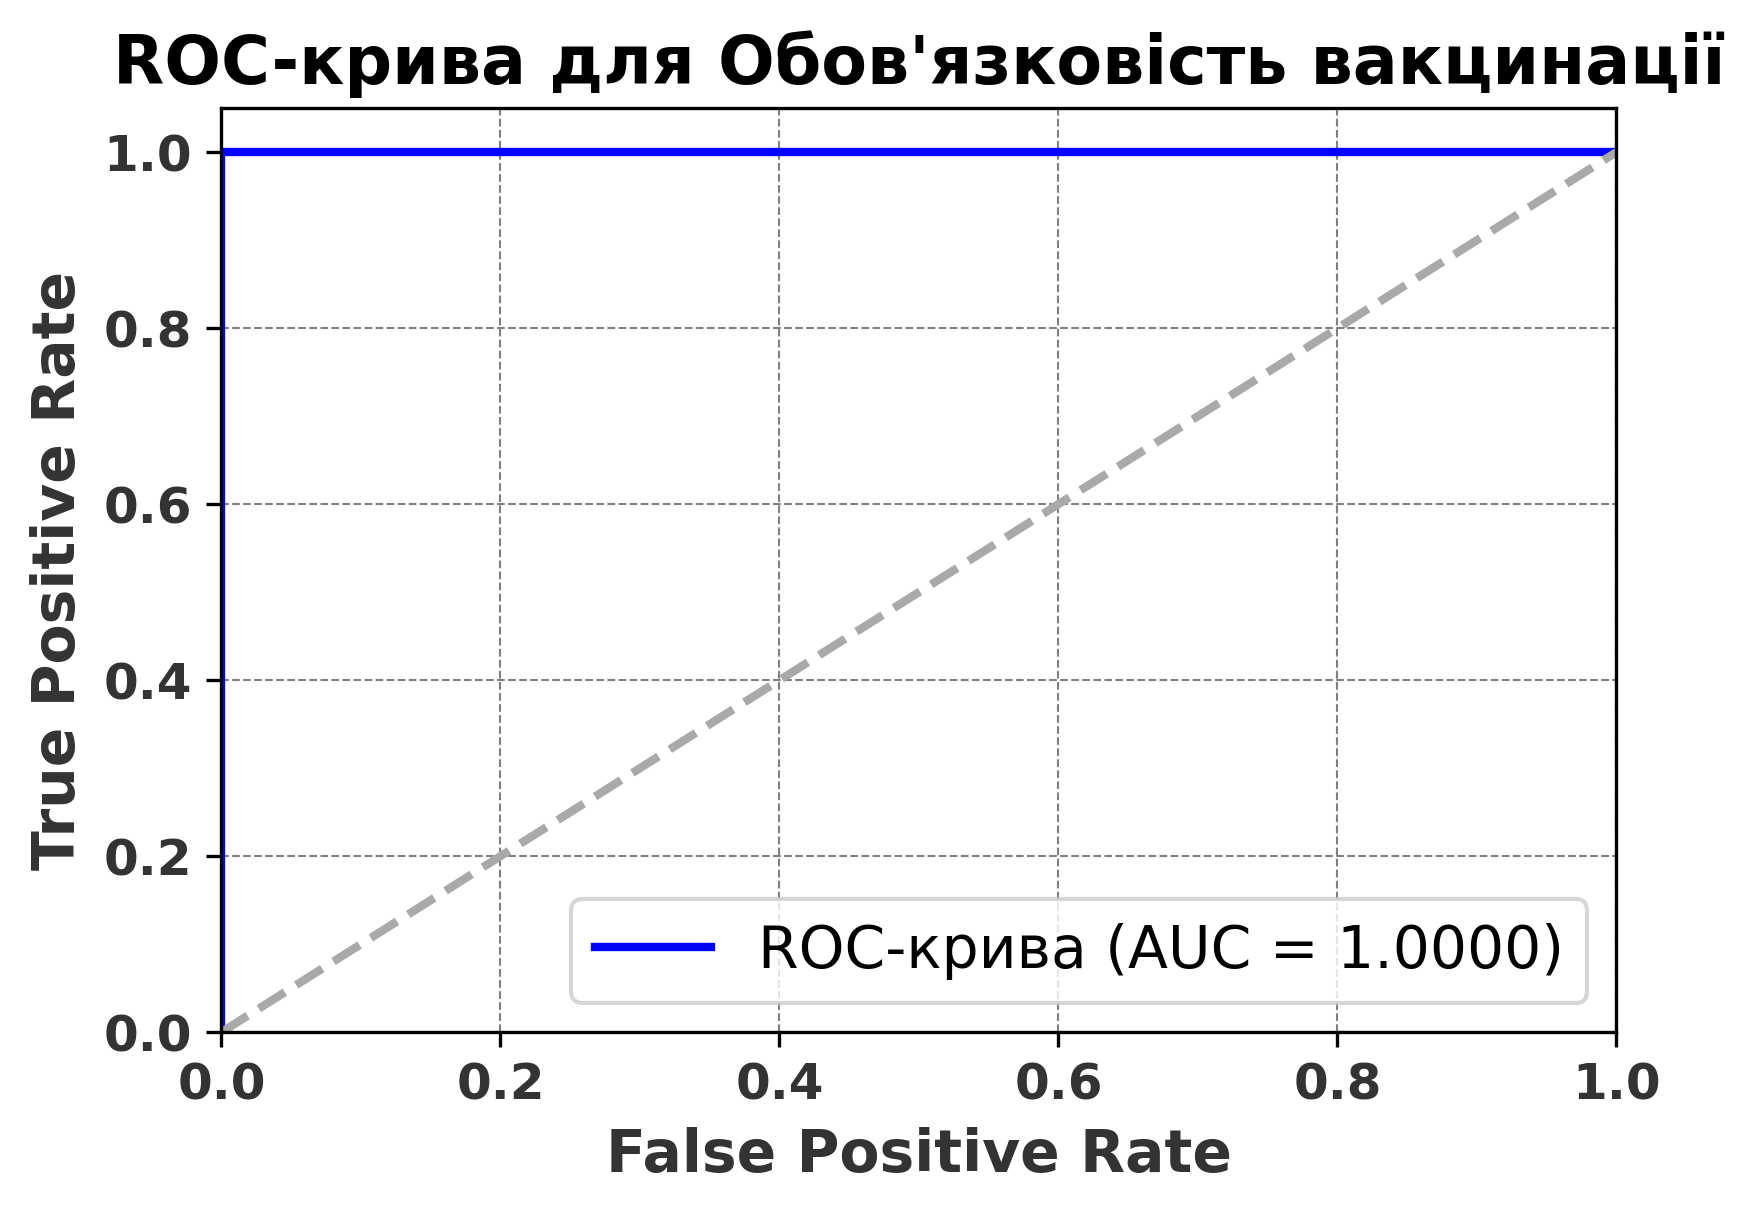 ROC-крива для Обов'язковість вакцинації
True Positive Rate
1.0
0.8
0.6
0.4
0.2
0.0
ROC-крива (AUC = 1.0000)
0.0 0.2 0.4 0.6 0.8 1.0
False Positive Rate